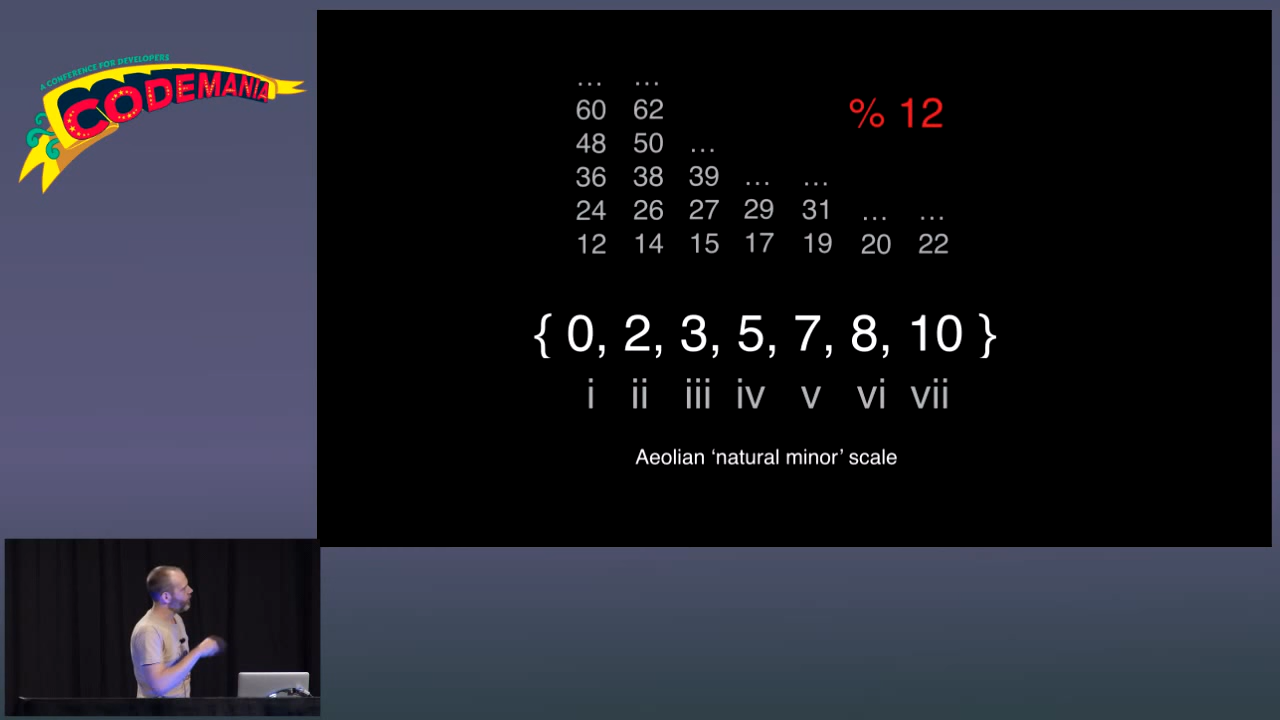 A CONFERENCE FOR DEVELOPERS
CODEMANIA
… …
60 62
% 12
48 50 …
36 38 39 … …
24 26 27 29 31 … …
12 14 15 17 19 20 22
{ 0, 2, 3, 5, 7, 8, 10 }
i ii iii iv v vi vii
Aeolian ‘natural minor’ scale